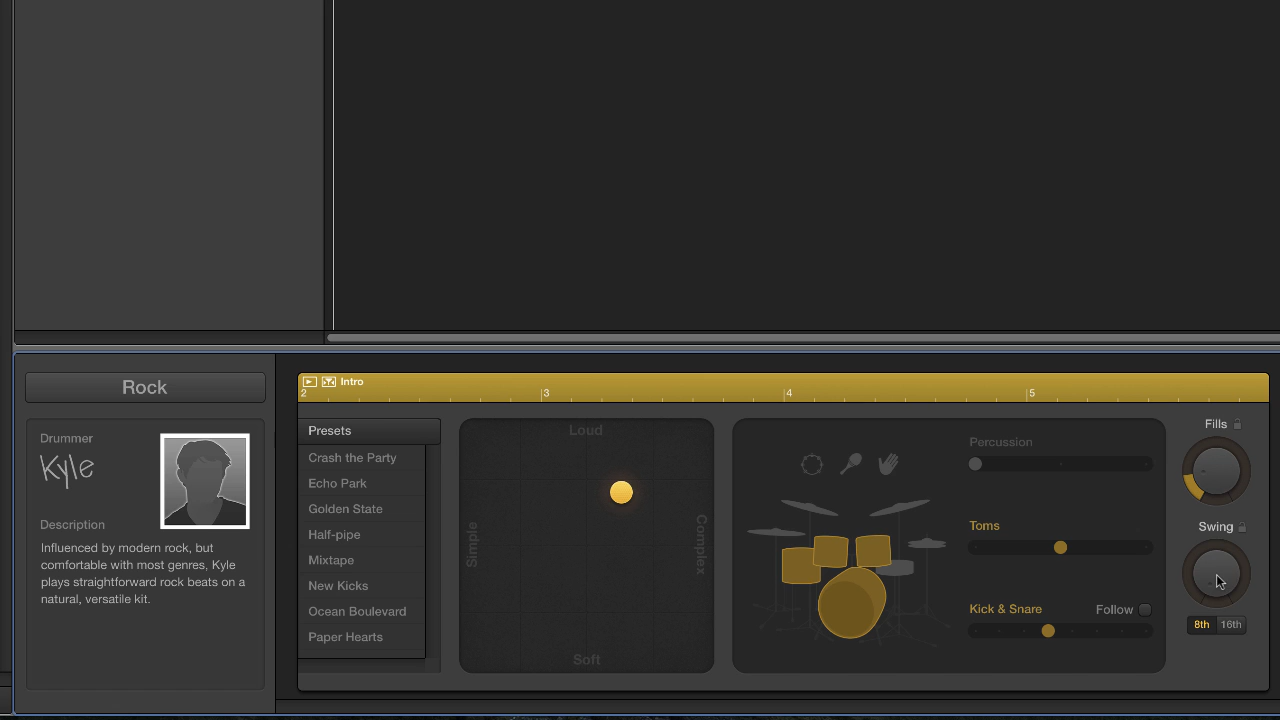 Rock
Drummer
Kyle
Description
Influenced by modern rock, but
comfortable with most genres, Kyle
plays straightforward rock beats on a
natural, versatile kit.
Intro
2 3 4 5
Presets
Crash the Party
Echo Park
Golden State
Half-pipe
Mixtape
New Kicks
Ocean Boulevard
Paper Hearts
Loud
Simple
Complex
Soft
Percussion
Toms
Kick & Snare
Follow
Fills
Swing
8th 16th